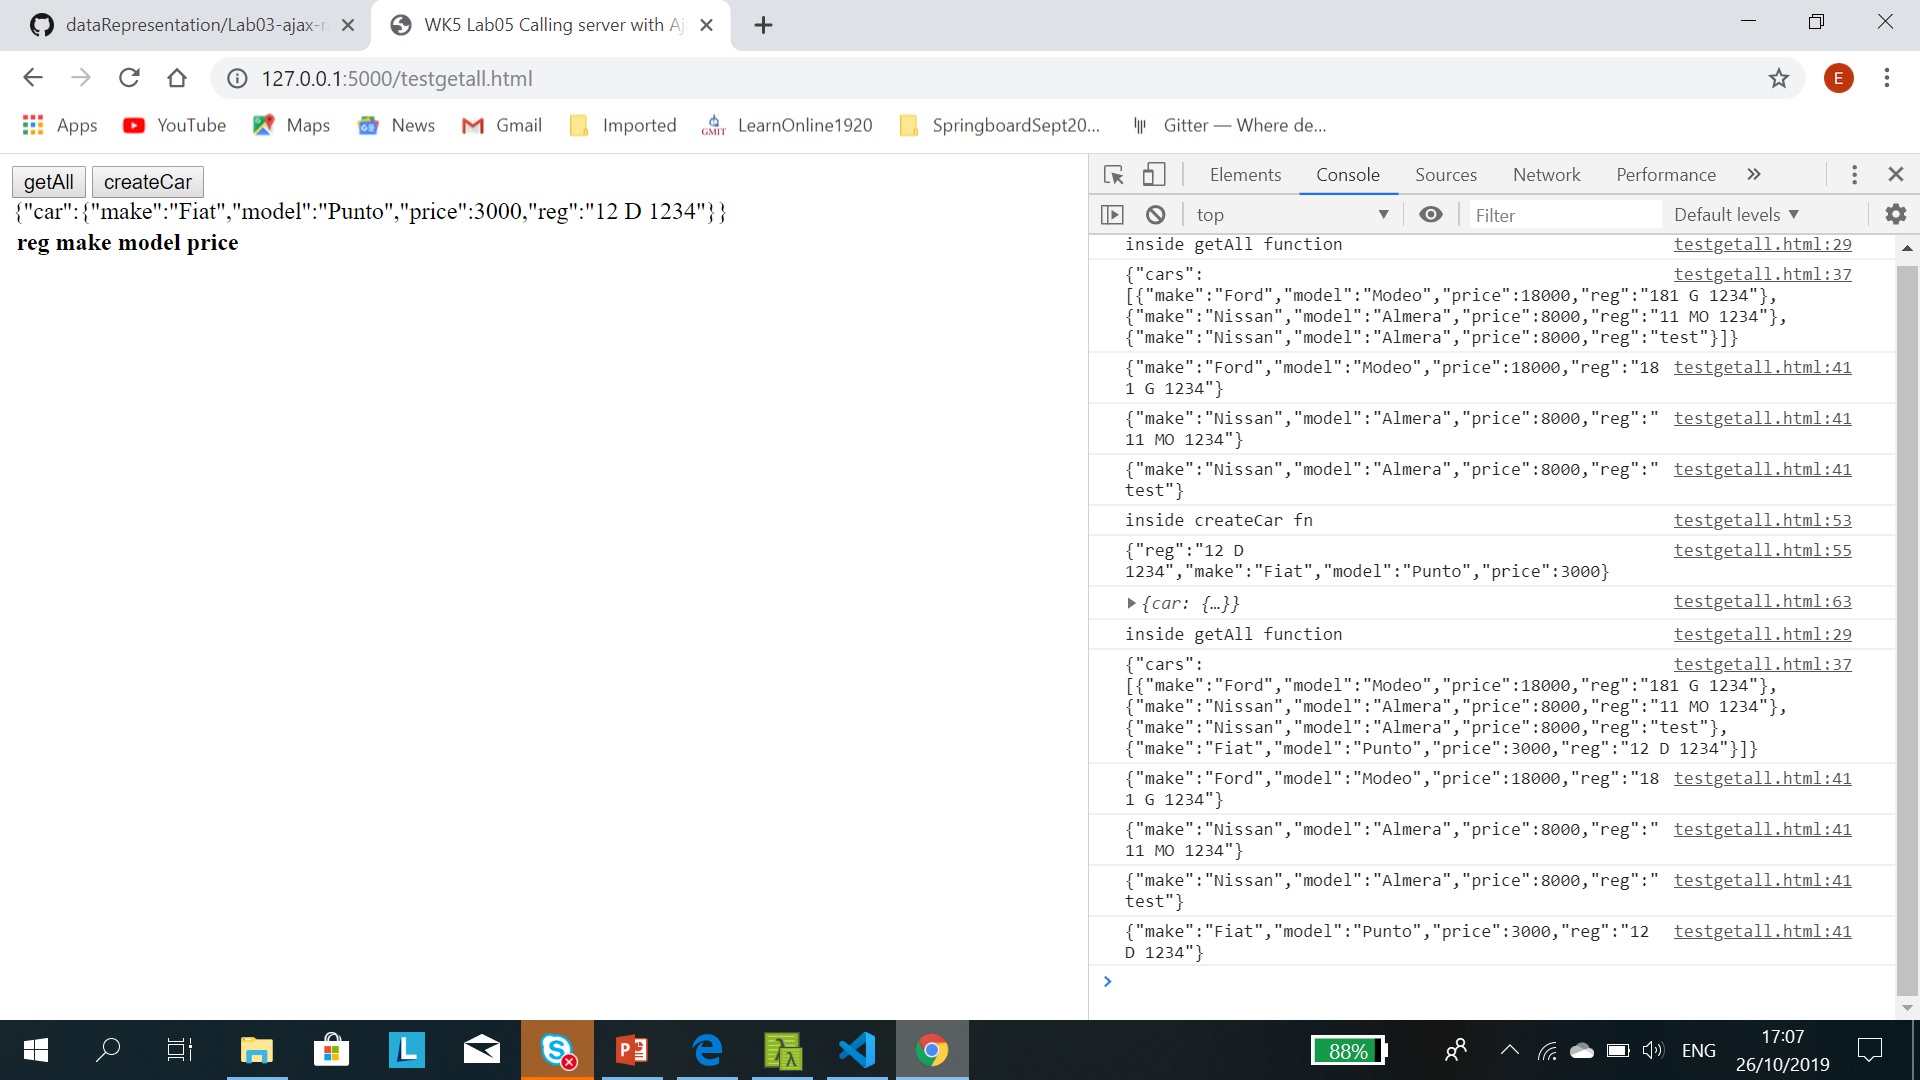 dataRepresentation/Lab03-ajax-r
WK5 Lab05 Calling server with Aj
127.0.0.1:5000/testgetall.html
E
Apps YouTube Maps News Gmail Imported LearnOnline1920 SpringboardSept20... Gitter — Where de...
GMIT
getAll createCar
{"car":{"make":"Fiat","model":"Punto","price":3000,"reg":"12 D 1234"}}
reg make model price
Elements Console Sources Network Performance »
top Filter Default levels
inside getAll function testgetall.html:29
{"cars": testgetall.html:37
[{"make":"Ford","model":"Modeo","price":18000,"reg":"181 G 1234"},
{"make":"Nissan","model":"Almera","price":8000,"reg":"11 MO 1234"},
{"make":"Nissan","model":"Almera","price":8000,"reg":"test"}]}
{"make":"Ford","model":"Modeo","price":18000,"reg":"18 testgetall.html:41
1 G 1234"}
{"make":"Nissan","model":"Almera","price":8000,"reg":" testgetall.html:41
11 MO 1234"}
{"make":"Nissan","model":"Almera","price":8000,"reg":" testgetall.html:41
test"}
inside createCar fn testgetall.html:53
{"reg":"12 D testgetall.html:55
1234","make":"Fiat","model":"Punto","price":3000}
{car: {…}} testgetall.html:63
inside getAll function testgetall.html:29
{"cars": testgetall.html:37
[{"make":"Ford","model":"Modeo","price":18000,"reg":"181 G 1234"},
{"make":"Nissan","model":"Almera","price":8000,"reg":"11 MO 1234"},
{"make":"Nissan","model":"Almera","price":8000,"reg":"test"},
{"make":"Fiat","model":"Punto","price":3000,"reg":"12 D 1234"}]}
{"make":"Ford","model":"Modeo","price":18000,"reg":"18 testgetall.html:41
1 G 1234"}
{"make":"Nissan","model":"Almera","price":8000,"reg":" testgetall.html:41
11 MO 1234"}
{"make":"Nissan","model":"Almera","price":8000,"reg":" testgetall.html:41
test"}
{"make":"Fiat","model":"Punto","price":3000,"reg":"12 testgetall.html:41
D 1234"}
88% ENG
17:07
26/10/2019